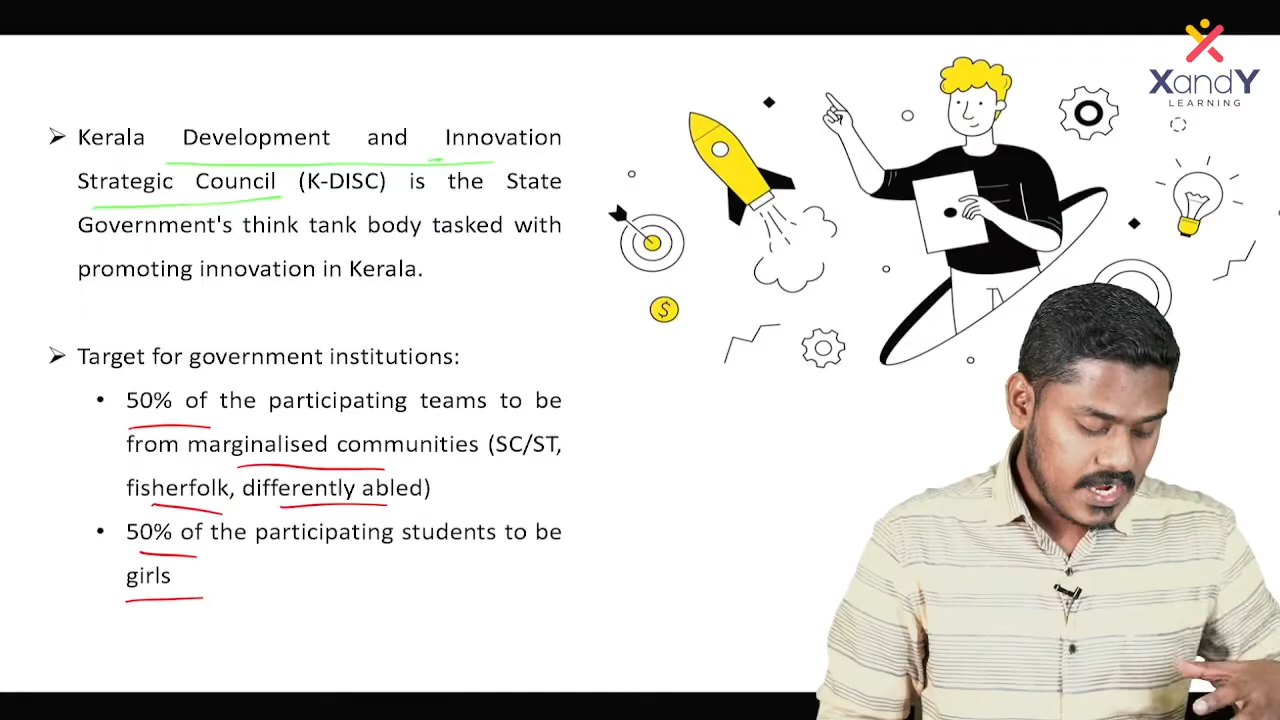 XandY
LEARNING
➢ Kerala Development and Innovation
Strategic Council (K-DISC) is the State
Government's think tank body tasked with
promoting innovation in Kerala.
➢ Target for government institutions:
• 50% of the participating teams to be
from marginalised communities (SC/ST,
fisherfolk, differently abled)
• 50% of the participating students to be
girls
$